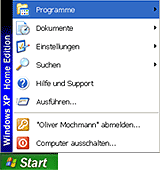 Programme
Dokumente
Einstellungen
Suchen
Hilfe und Support
Ausführen...
"Oliver Mochmann" abmelden...
Computer ausschalten...
Windows XP Home Edition
Start